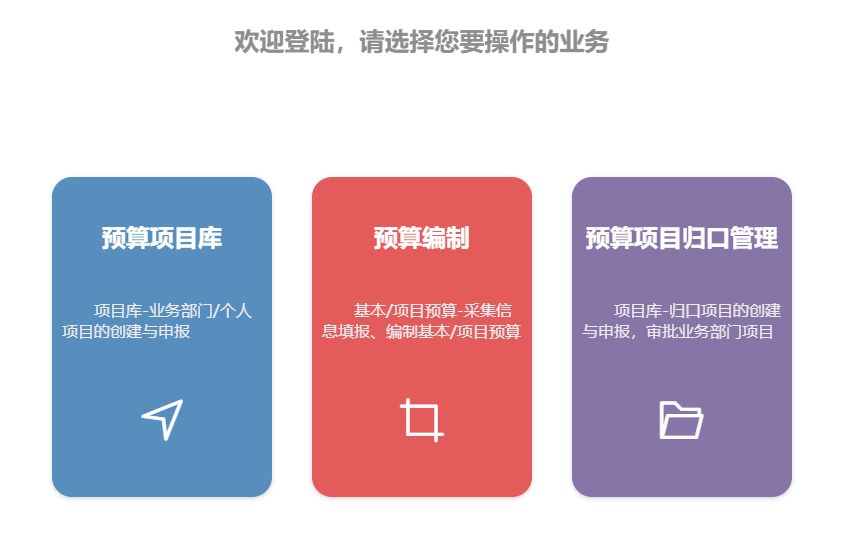 欢迎登陆，请选择您要操作的业务
预算项目库
项目库-业务部门/个人
项目的创建与申报
预算编制
基本/项目预算-采集信
息填报、编制基本/项目预算
预算项目归口管理
项目库-归口项目的创建
与申报，审批业务部门项目